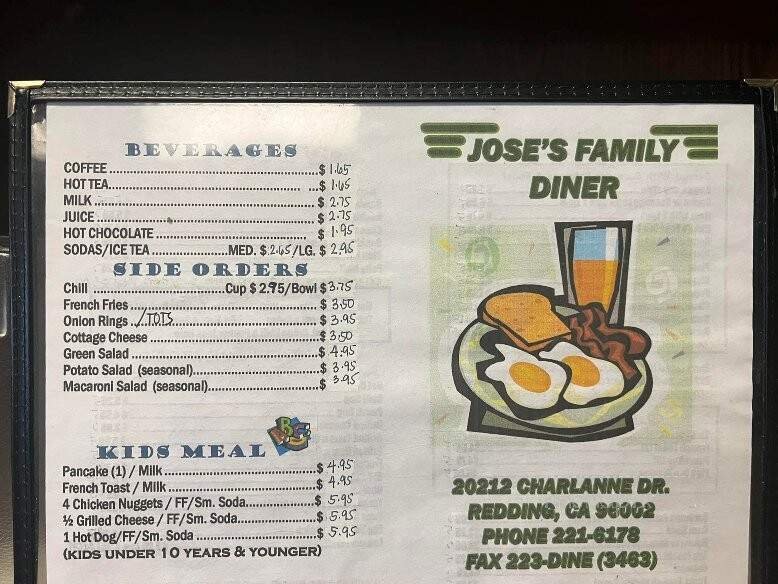 BEVERAGES
COFFEE $ 1.65
HOT TEA $ 1.65
MILK $ 2.75
JUICE $ 2.75
HOT CHOCOLATE $ 1.95
SODAS/ICE TEA MED. $ 2.65/LG. $ 2.95
SIDE ORDERS
Chili Cup $ 2.95/Bowl $ 3.75
French Fries $ 3.50
Onion Rings /TOTS $ 3.95
Cottage Cheese $ 3.50
Green Salad $ 4.95
Potato Salad (seasonal) $ 3.95
Macaroni Salad (seasonal) $ 3.95
KIDS MEAL
Pancake (1) / Milk $ 4.95
French Toast / Milk $ 4.95
4 Chicken Nuggets / FF/Sm. Soda $ 5.95
½ Grilled Cheese / FF/Sm. Soda $ 5.95
1 Hot Dog/FF/Sm. Soda $ 5.95
(KIDS UNDER 10 YEARS & YOUNGER)
JOSE'S FAMILY
DINER
20212 CHARLANNE DR.
REDDING, CA 96002
PHONE 221-6178
FAX 223-DINE (3463)